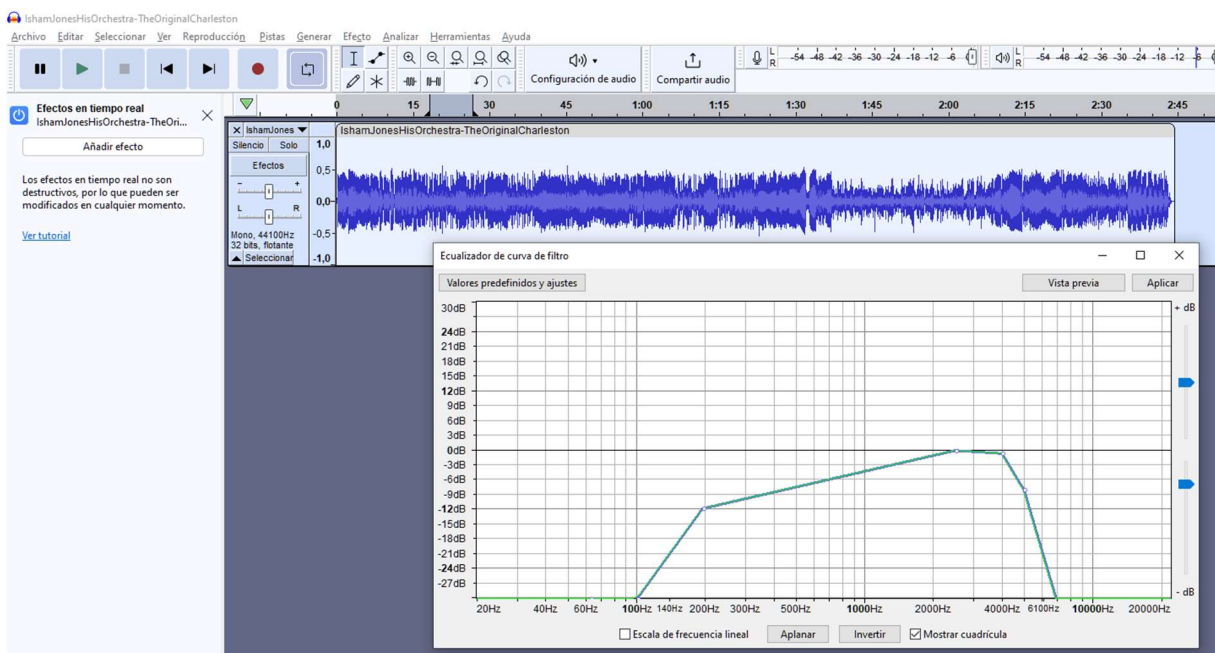 IshamJonesHisOrchestra-TheOriginalCharleston
Archivo Editar Seleccionar Ver Reproducción Pistas Generar Efecto Analizar Herramientas Ayuda
Configuración de audio
Compartir audio
L
R
-54 -48 -42 -36 -30 -24 -18 -12 -6
L
R
-54 -48 -42 -36 -30 -24 -18 -12 -6
Efectos en tiempo real
IshamJonesHisOrchestra-TheOri...
Añadir efecto
Los efectos en tiempo real no son
destructivos, por lo que pueden ser
modificados en cualquier momento.
Ver tutorial
0 15 30 45 1:00 1:15 1:30 1:45 2:00 2:15 2:30 2:45
IshamJones
Silencio Solo
Efectos
- +
L R
Mono, 44100Hz
32 bits, flotante
Seleccionar
1,0
0,5
0,0
-0,5
-1,0
IshamJonesHisOrchestra-TheOriginalCharleston
Ecualizador de curva de filtro
Valores predefinidos y ajustes
Vista previa
Aplicar
30dB
24dB
21dB
18dB
15dB
12dB
9dB
6dB
3dB
0dB
-3dB
-6dB
-9dB
-12dB
-15dB
-18dB
-21dB
-24dB
-27dB
+ dB
- dB
20Hz 40Hz 60Hz 100Hz 140Hz 200Hz 300Hz 500Hz 1000Hz 2000Hz 4000Hz 6100Hz 10000Hz 20000Hz
Escala de frecuencia lineal
Aplanar
Invertir
Mostrar cuadrícula